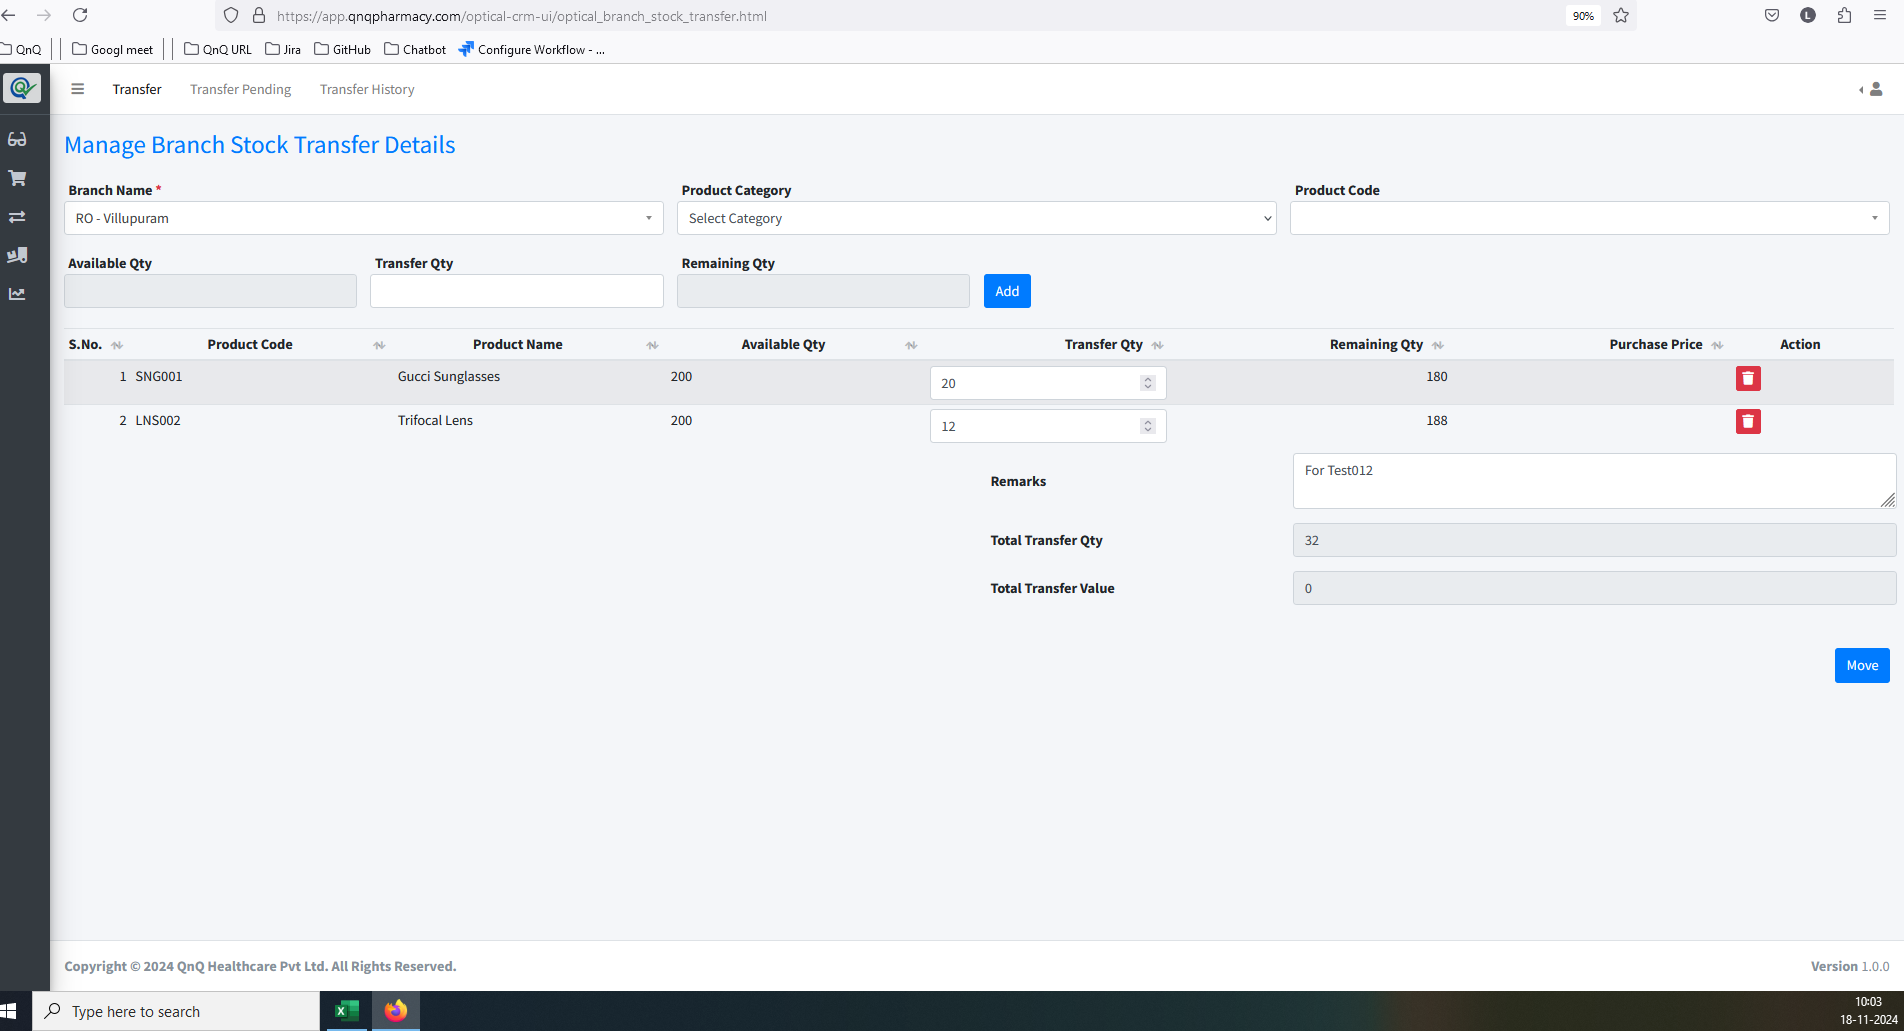 https://app.qnqpharmacy.com/optical-crm-ui/optical_branch_stock_transfer.html
90%
L
QnQ
Googl meet
QnQ URL
Jira
GitHub
Chatbot
Configure Workflow - ...
Transfer
Transfer Pending
Transfer History
Manage Branch Stock Transfer Details
Branch Name *
Product Category
Product Code
RO - Villupuram
Select Category
Available Qty
Transfer Qty
Remaining Qty
Add
S.No. Product Code Product Name Available Qty Transfer Qty Remaining Qty Purchase Price Action
1 SNG001 Gucci Sunglasses 200 20 180
2 LNS002 Trifocal Lens 200 12 188
Remarks
For Test012
Total Transfer Qty
32
Total Transfer Value
0
Move
Copyright © 2024 QnQ Healthcare Pvt Ltd. All Rights Reserved.
Version 1.0.0
Type here to search
10:03
18-11-2024